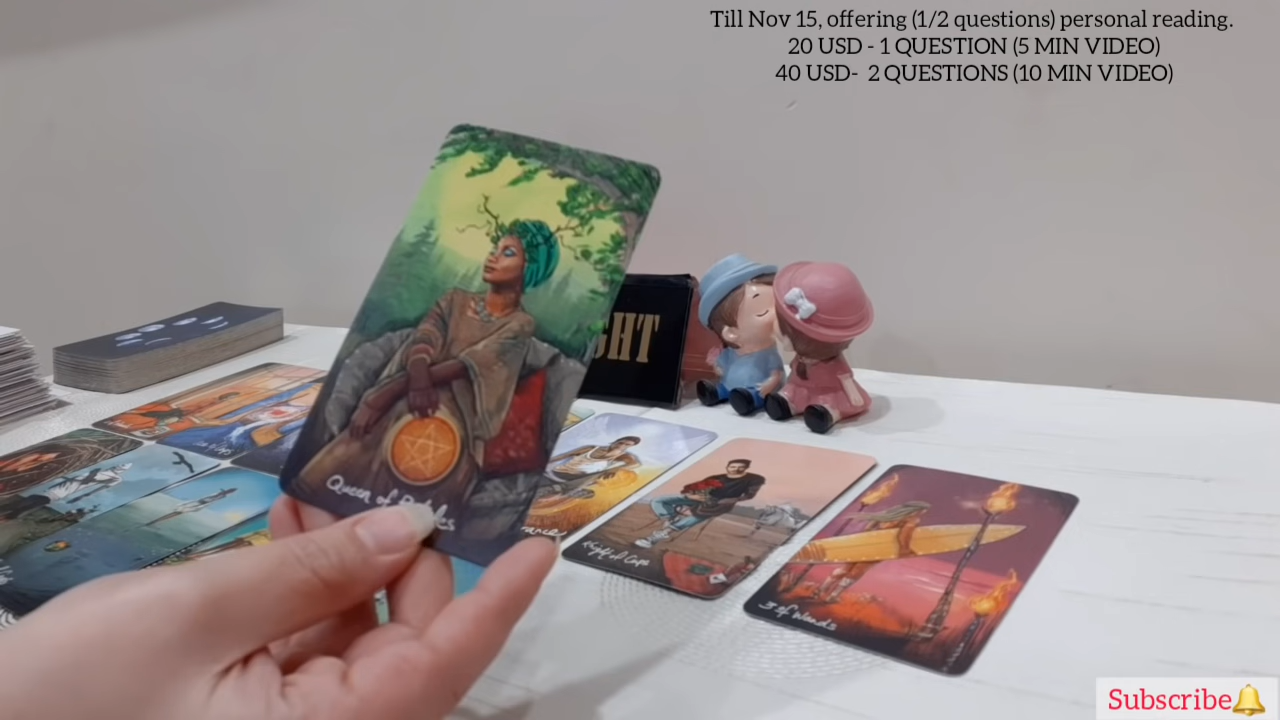 Till Nov 15, offering (1/2 questions) personal reading.
20 USD - 1 QUESTION (5 MIN VIDEO)
40 USD- 2 QUESTIONS (10 MIN VIDEO)
GHT
Queen of
Knight of Cups
3 of Wands
Subscribe